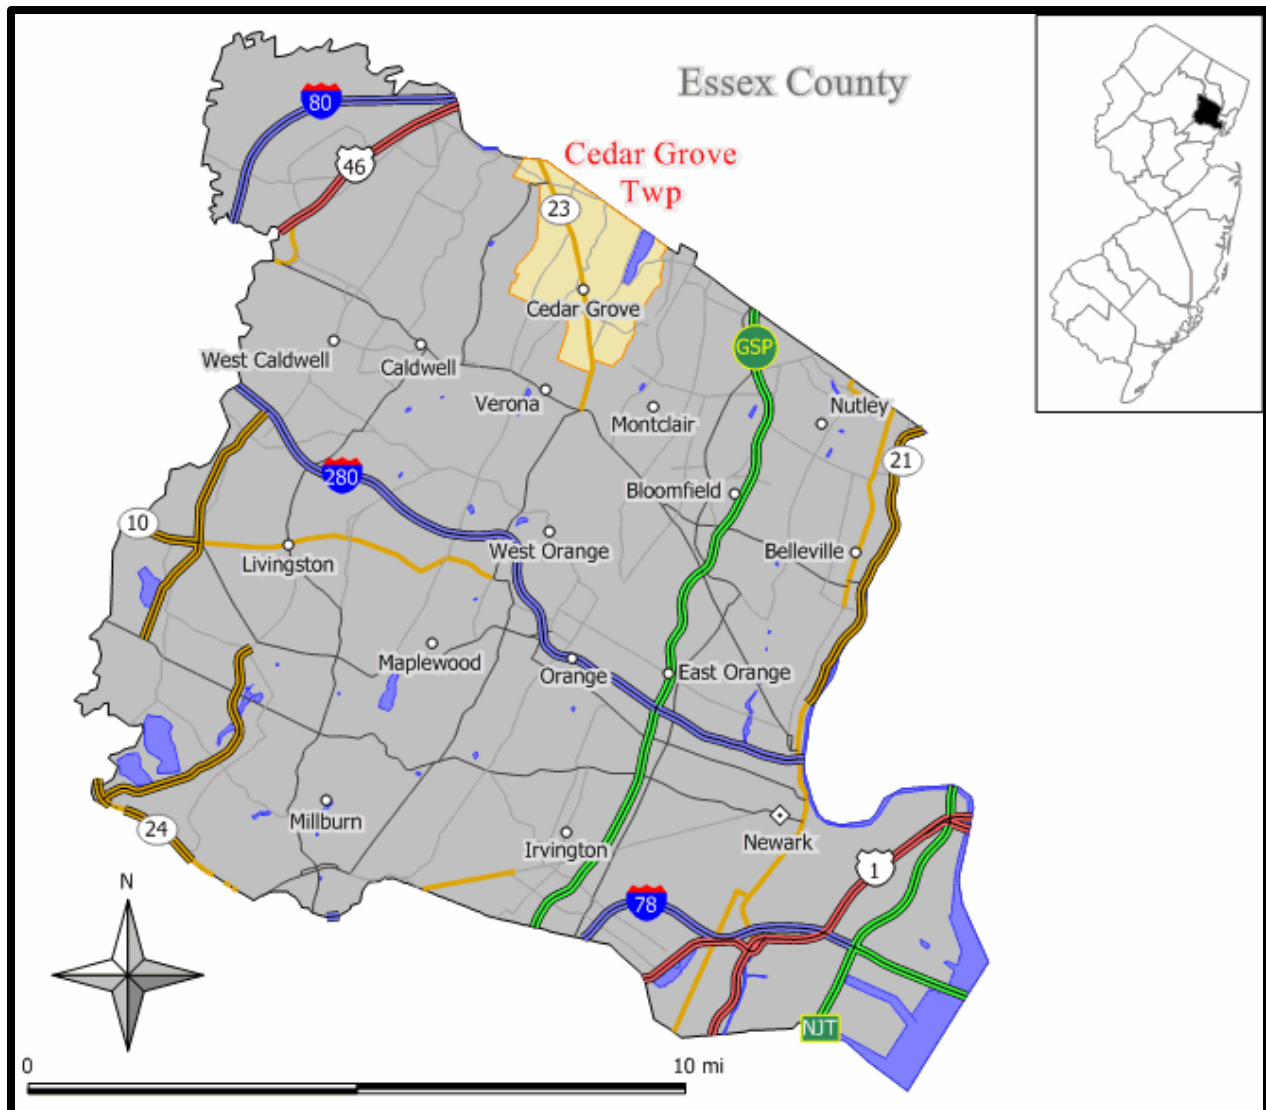 Essex County
80
Cedar Grove
Twp
46
23
Cedar Grove
GSP
West Caldwell
Caldwell
Verona
Montclair
Nutley
21
280
Bloomfield
10
Livingston
West Orange
Belleville
Maplewood
Orange
East Orange
24
Millburn
Irvington
Newark
1
N
78
NJT
0
10 mi